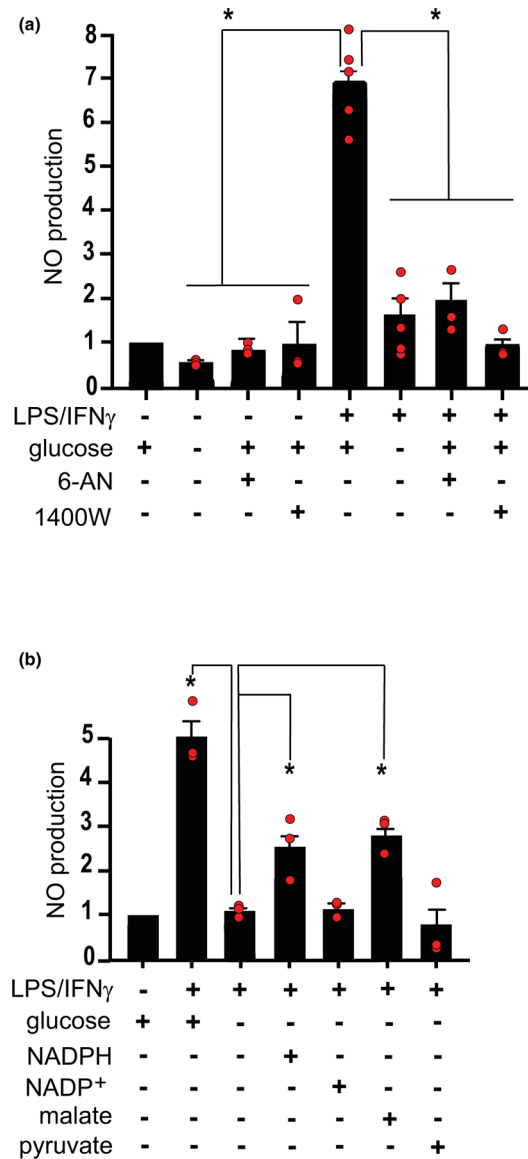 (a)
*
*
8
7
6
5
4
3
2
1
0
NO production
LPS/IFNγ - - - - + + + +
glucose + - + + + - + +
6-AN - - + - - - + -
1400W - - - + - - - +
(b)
*
*
*
5
4
3
2
1
0
NO production
LPS/IFNγ - + + + + + +
glucose + + - - - - -
NADPH - - - + - - -
NADP+ - - - - + - -
malate - - - - - + -
pyruvate - - - - - - +